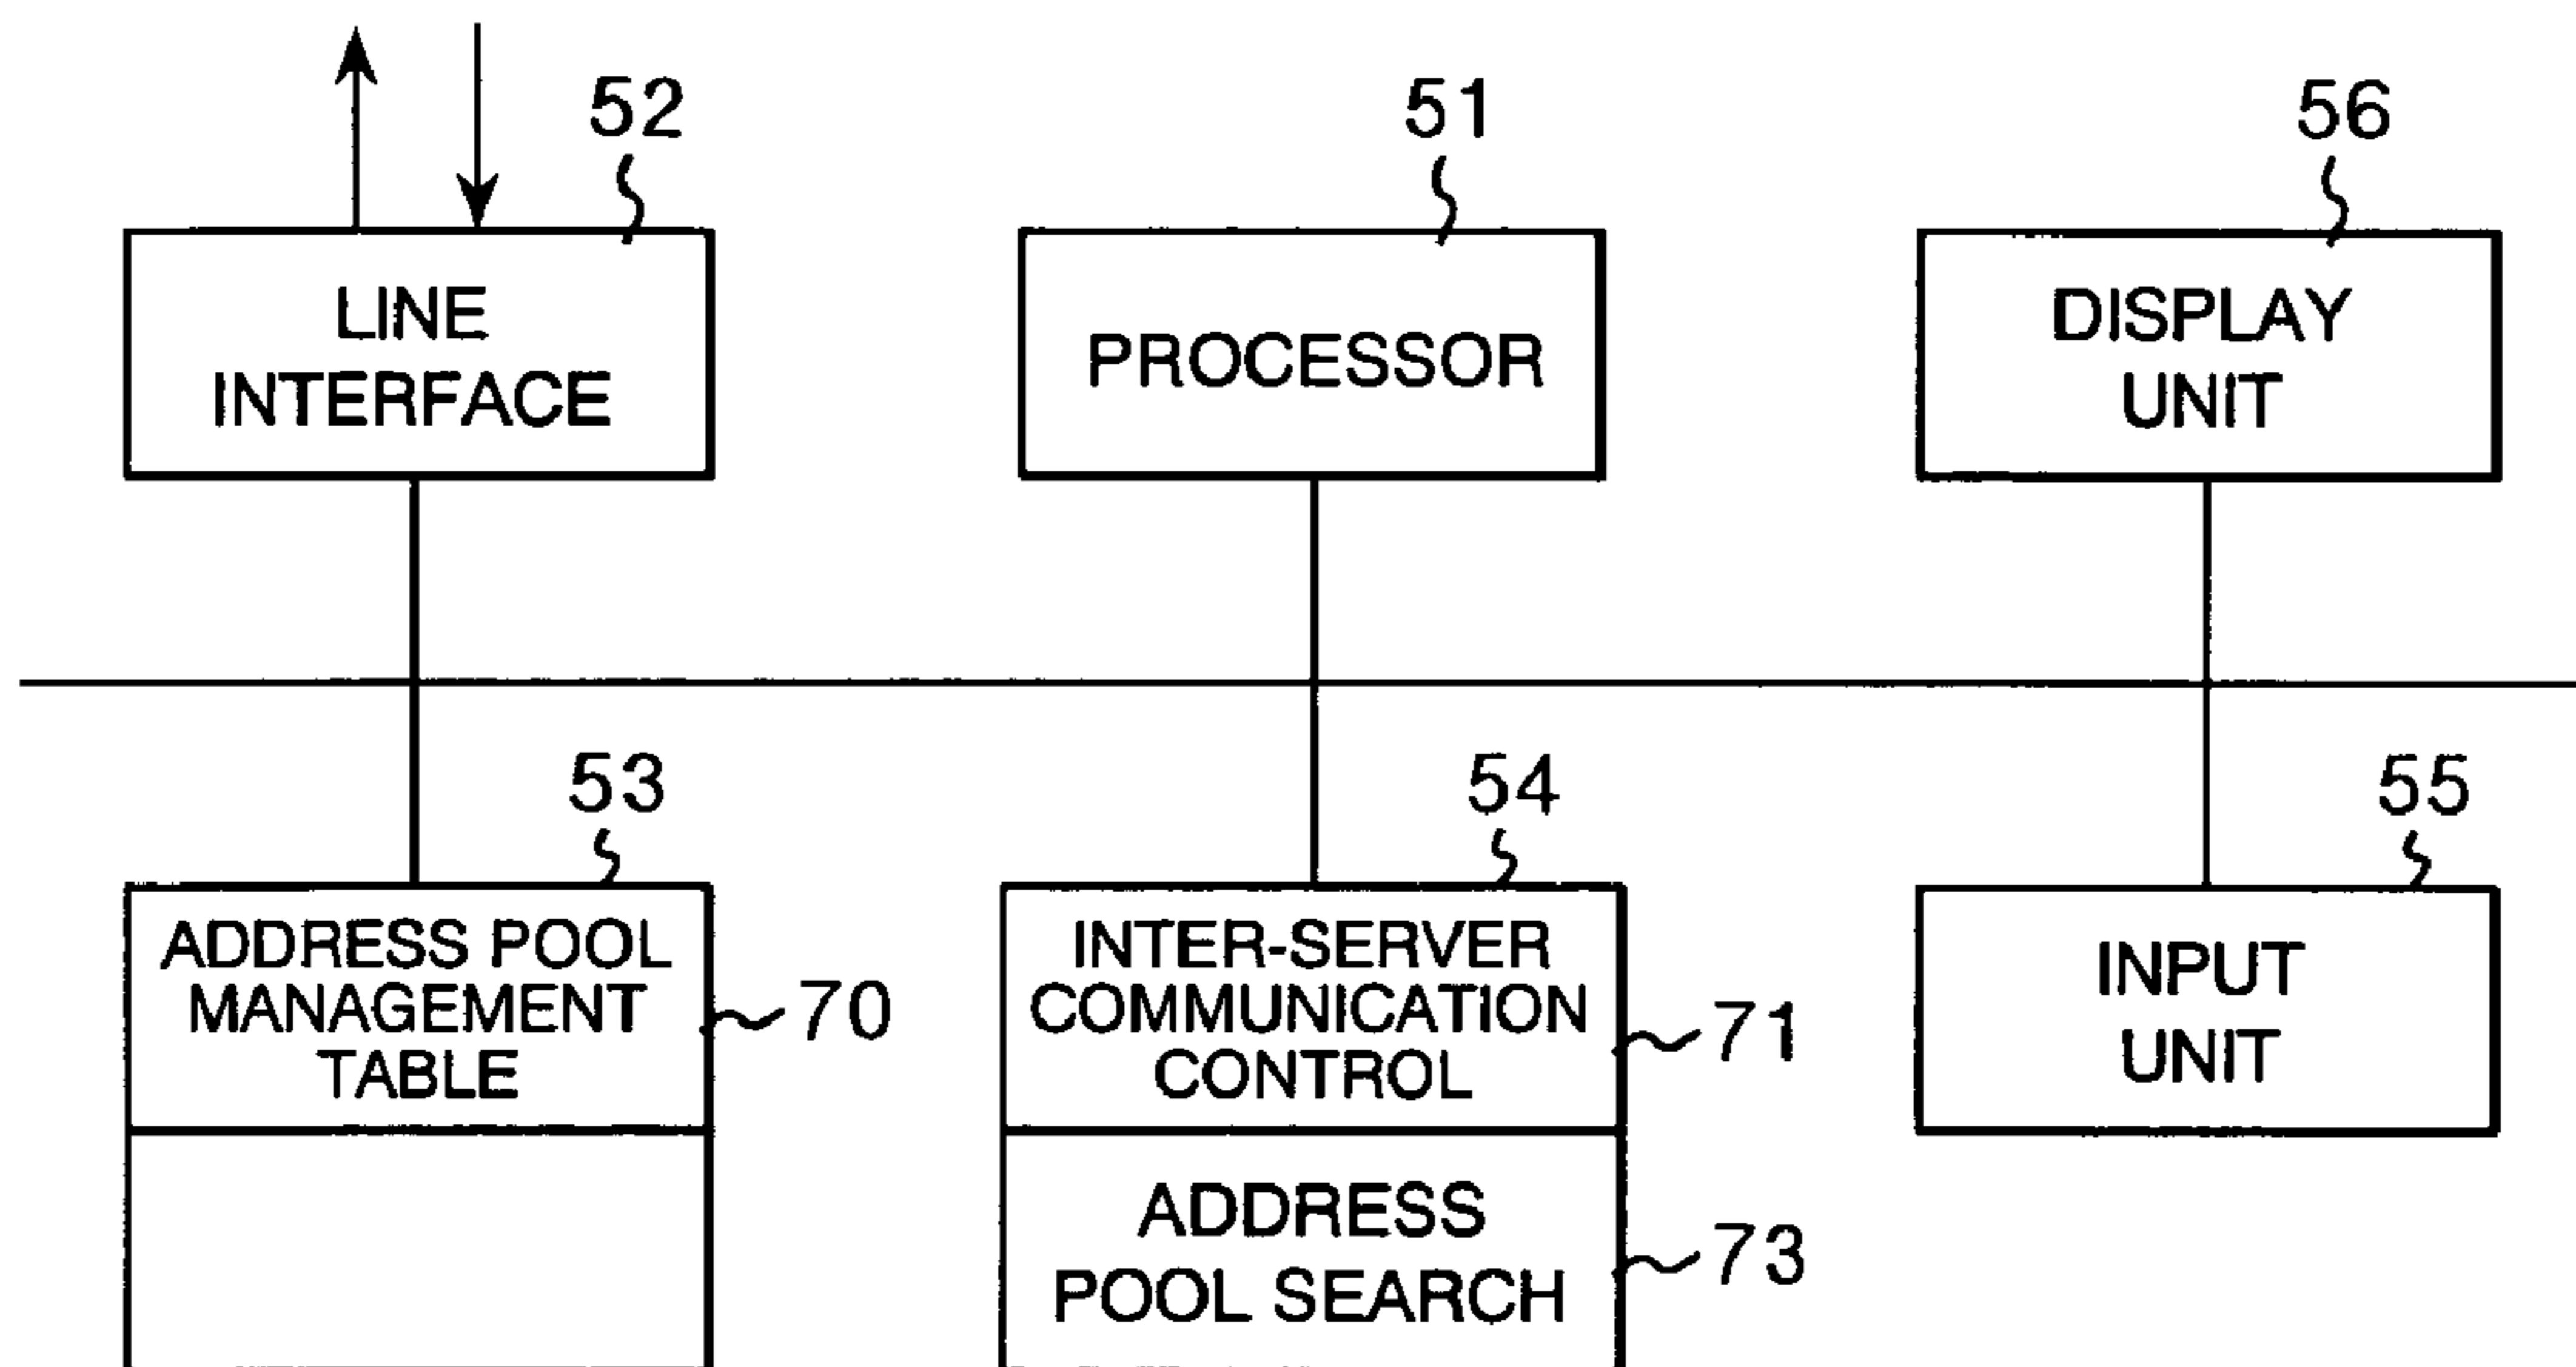 52
51
56
LINE
INTERFACE
PROCESSOR
DISPLAY
UNIT
53
54
55
ADDRESS POOL
MANAGEMENT
TABLE
70
INTER-SERVER
COMMUNICATION
CONTROL
71
INPUT
UNIT
ADDRESS
POOL SEARCH
73